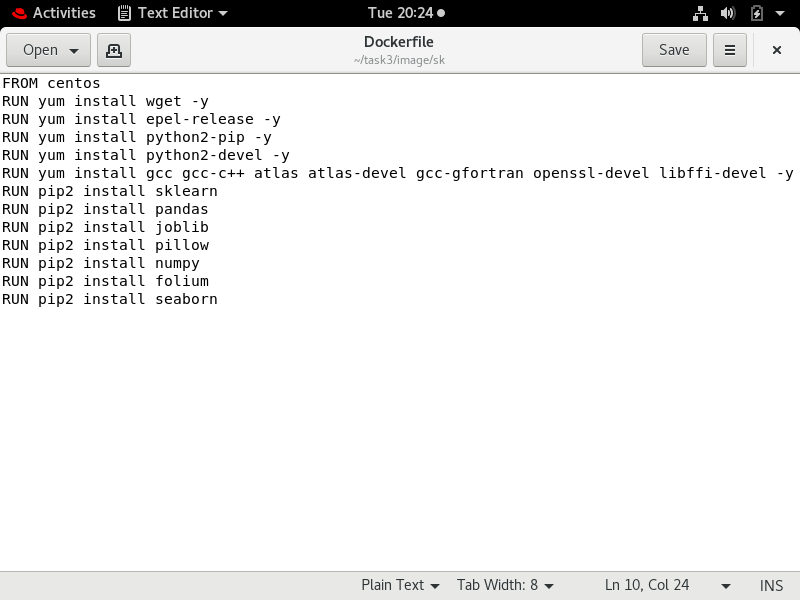 Activities Text Editor Tue 20:24
Open Dockerfile Save
~/task3/image/sk
FROM centos
RUN yum install wget -y
RUN yum install epel-release -y
RUN yum install python2-pip -y
RUN yum install python2-devel -y
RUN yum install gcc gcc-c++ atlas atlas-devel gcc-gfortran openssl-devel libffi-devel -y
RUN pip2 install sklearn
RUN pip2 install pandas
RUN pip2 install joblib
RUN pip2 install pillow
RUN pip2 install numpy
RUN pip2 install folium
RUN pip2 install seaborn
Plain Text Tab Width: 8 Ln 10, Col 24 INS